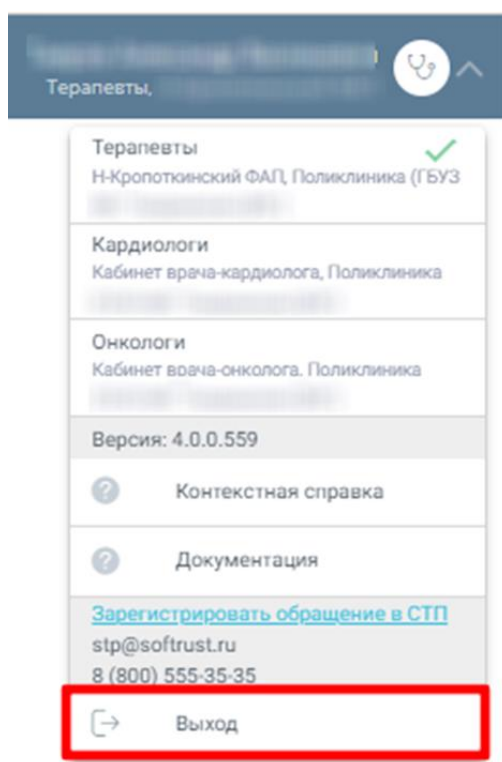 Терапевты,
Терапевты
Н-Кропоткинский ФАП, Поликлиника (ГБУЗ
Кардиологи
Кабинет врача-кардиолога, Поликлиника
Онкологи
Кабинет врача-онколога. Поликлиника
Версия: 4.0.0.559
Контекстная справка
Документация
Зарегистрировать обращение в СТП
stp@softrust.ru
8 (800) 555-35-35
Выход